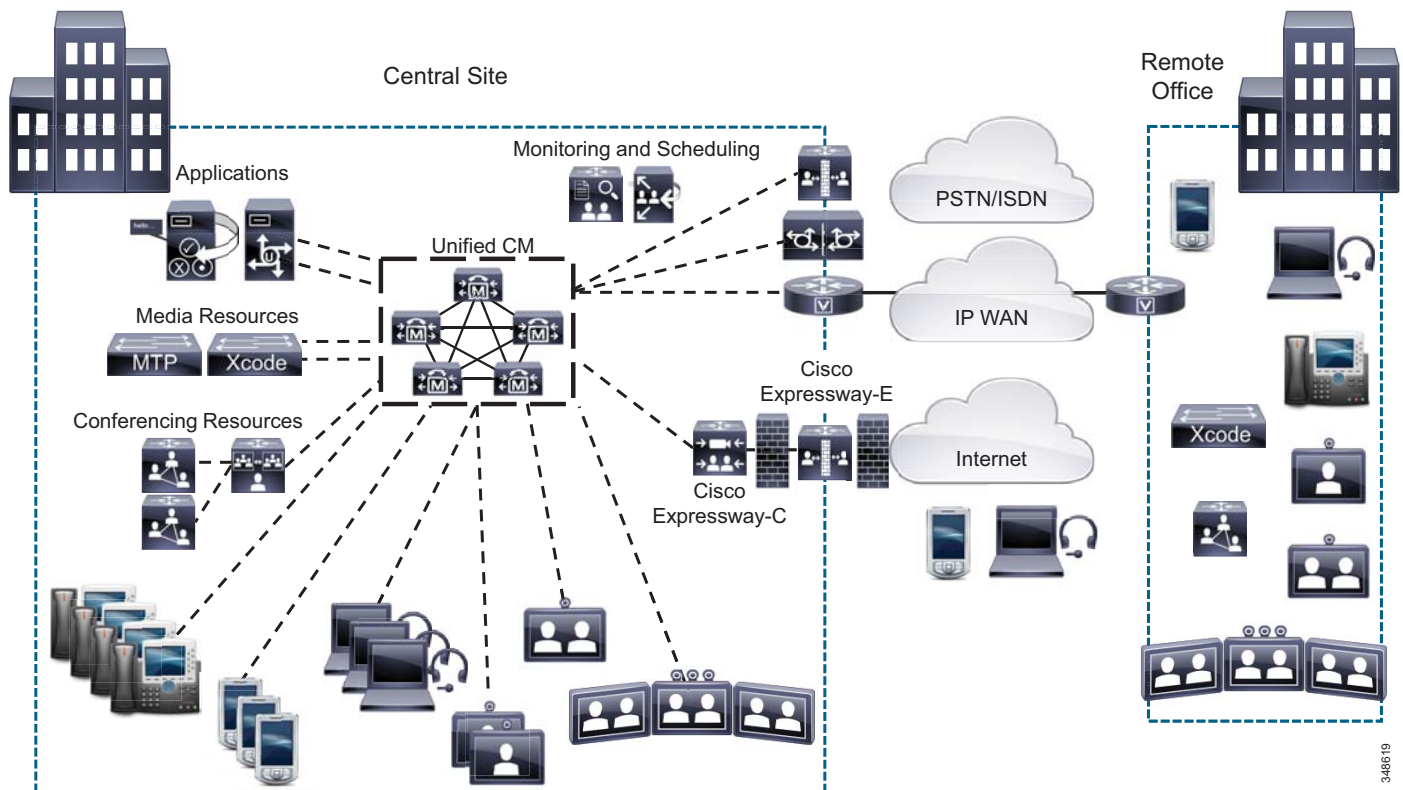 Central Site
Remote
Office
Applications
Monitoring and Scheduling
PSTN/ISDN
hello...
Unified CM
U
M
M
M
M
M
Media Resources
MTP
Xcode
V
IP WAN
V
Cisco
Expressway-E
Conferencing Resources
Internet
Cisco
Expressway-C
Xcode
348619